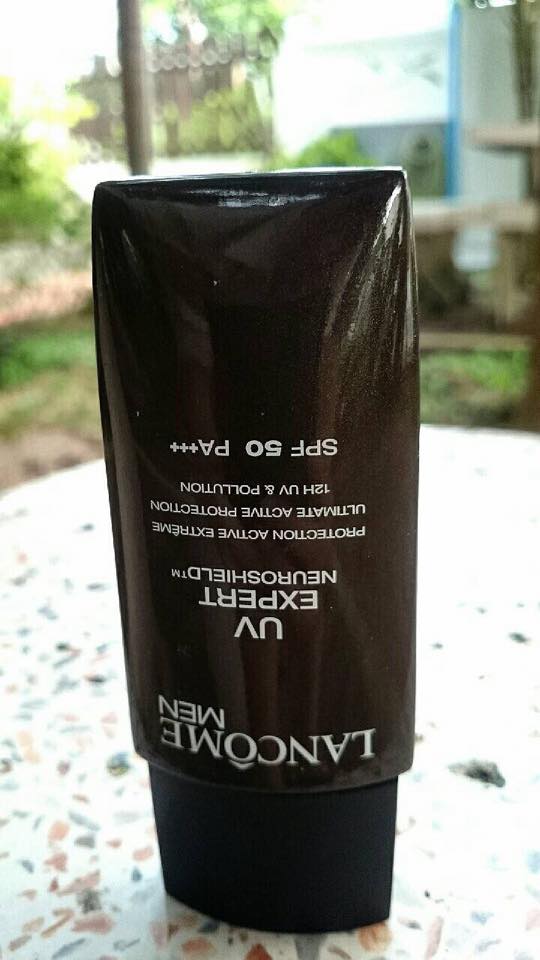 LANCÔME
MEN
UV
EXPERT
NEUROSHIELD™
PROTECTION ACTIVE EXTRÊME
ULTIMATE ACTIVE PROTECTION
12H UV & POLLUTION
SPF 50 PA+++